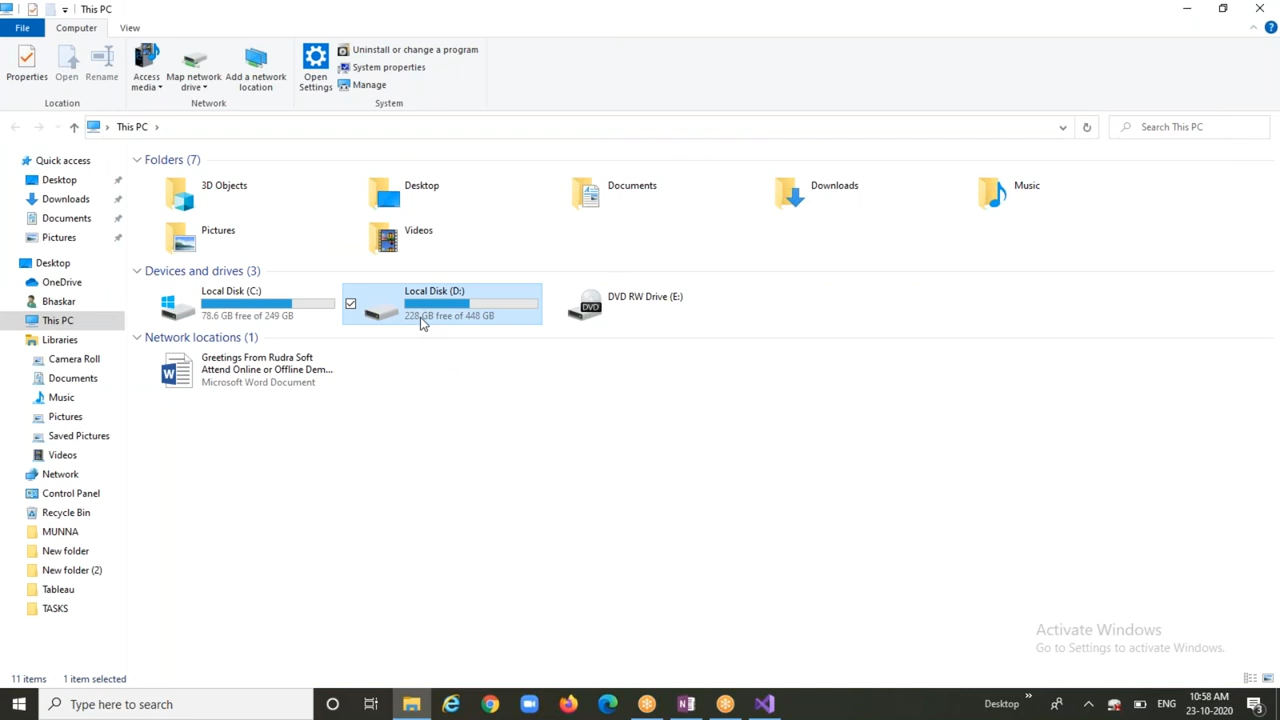 This PC
File
Computer
View
Properties
Open
Rename
Access media
Map network drive
Add a network location
Open Settings
Uninstall or change a program
System properties
Manage
Location
Network
System
This PC
Search This PC
Quick access
Desktop
Downloads
Documents
Pictures
Desktop
OneDrive
Bhaskar
This PC
Libraries
Camera Roll
Documents
Music
Pictures
Saved Pictures
Videos
Network
Control Panel
Recycle Bin
MUNNA
New folder
New folder (2)
Tableau
TASKS
Folders (7)
3D Objects
Desktop
Documents
Downloads
Music
Pictures
Videos
Devices and drives (3)
Local Disk (C:)
78.6 GB free of 249 GB
Local Disk (D:)
228 GB free of 448 GB
DVD
DVD RW Drive (E:)
Network locations (1)
Greetings From Rudra Soft
Attend Online or Offline Dem...
Microsoft Word Document
Activate Windows
Go to Settings to activate Windows.
11 items
1 item selected
Type here to search
Desktop
ENG
10:58 AM
23-10-2020
3